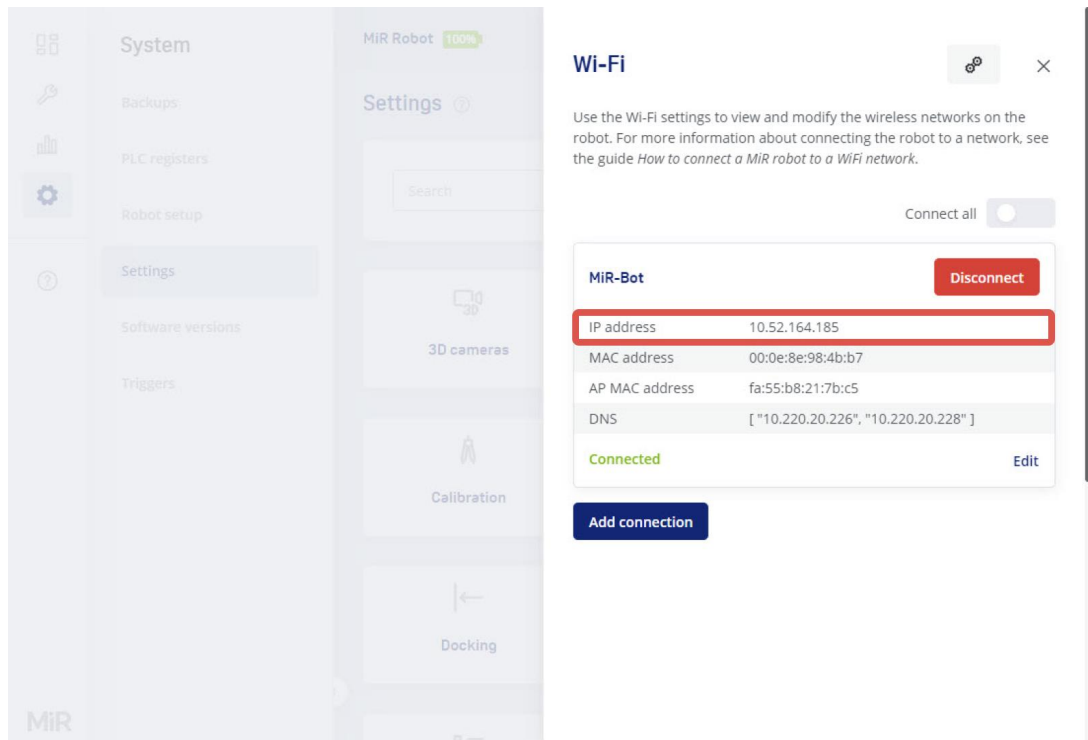 System
Backups
PLC registers
Robot setup
Settings
Software versions
Triggers
MiR
MiR Robot 100%
Settings
Search
3D
3D cameras
Calibration
Docking
Wi-Fi
Use the Wi-Fi settings to view and modify the wireless networks on the
robot. For more information about connecting the robot to a network, see
the guide How to connect a MiR robot to a WiFi network.
Connect all
MiR-Bot Disconnect
IP address 10.52.164.185
MAC address 00:0e:8e:98:4b:b7
AP MAC address fa:55:b8:21:7b:c5
DNS [ "10.220.20.226", "10.220.20.228" ]
Connected Edit
Add connection